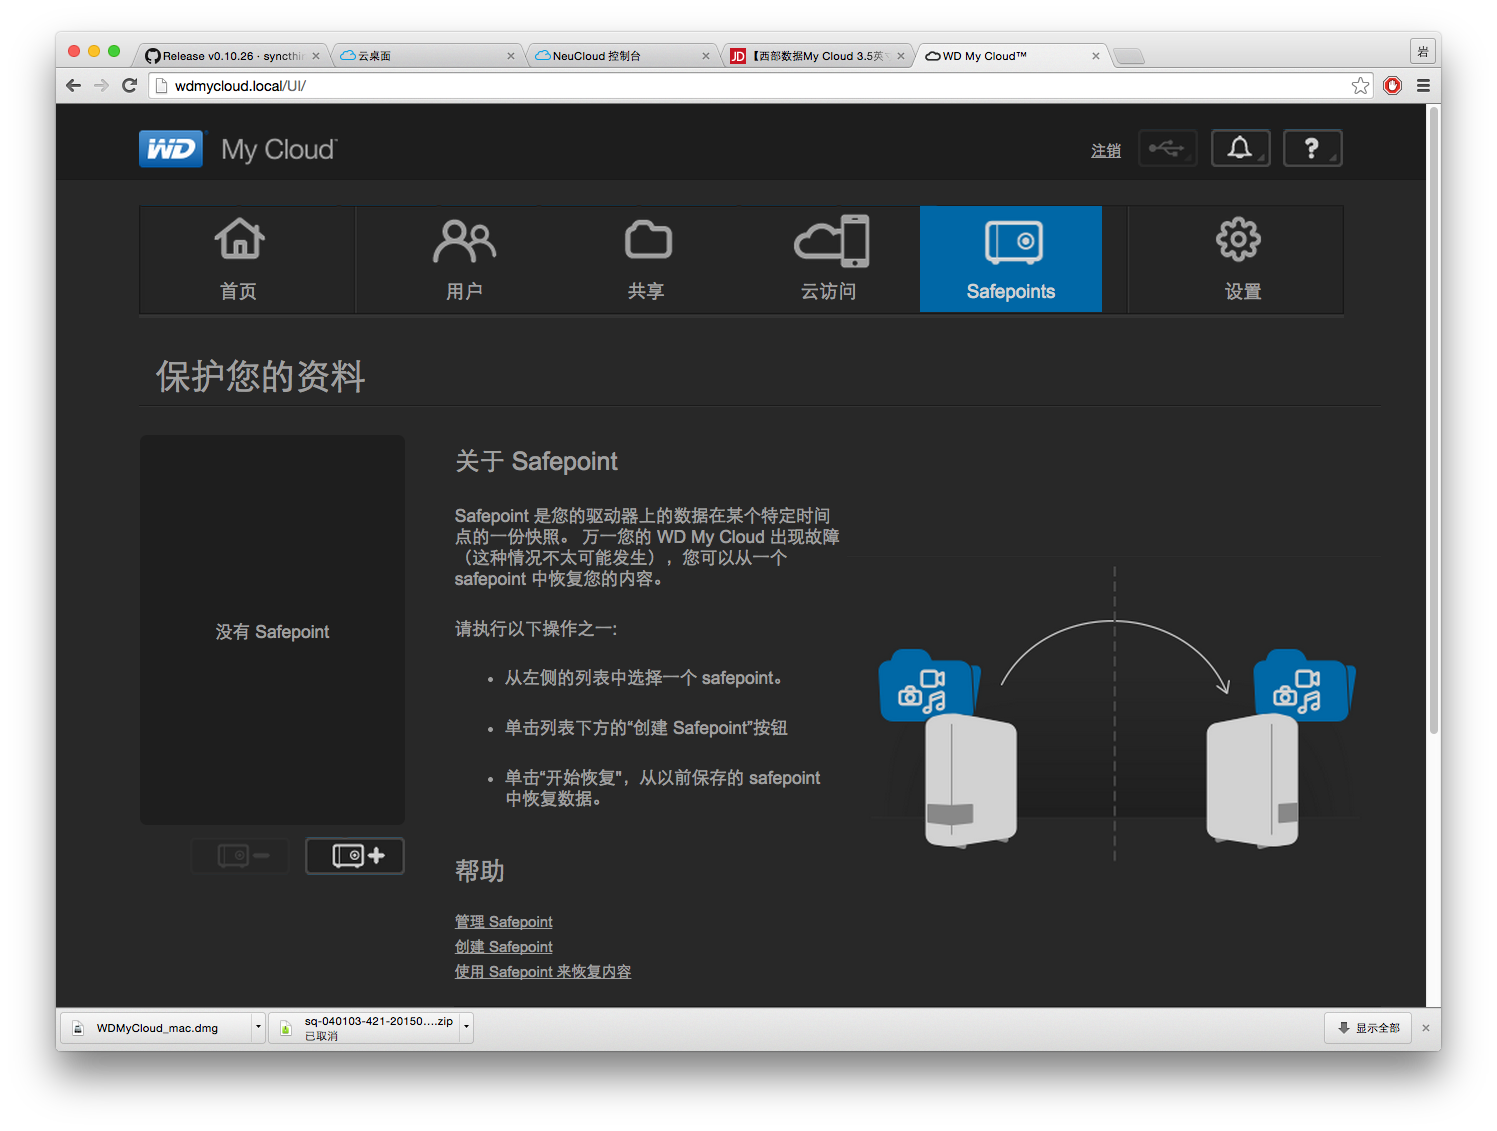 Release v0.10.26 · syncthi
云桌面
NeuCloud 控制台
JD 【西部数据My Cloud 3.5英寸
WD My Cloud™
岩
wdmycloud.local/UI/
WD My Cloud
注销
?
首页
用户
共享
云访问
Safepoints
设置
保护您的资料
没有 Safepoint
关于 Safepoint
Safepoint 是您的驱动器上的数据在某个特定时间
点的一份快照。 万一您的 WD My Cloud 出现故障
（这种情况不太可能发生），您可以从一个
safepoint 中恢复您的内容。
请执行以下操作之一:
• 从左侧的列表中选择一个 safepoint。
• 单击列表下方的“创建 Safepoint”按钮
• 单击“开始恢复"，从以前保存的 safepoint
中恢复数据。
帮助
管理 Safepoint
创建 Safepoint
使用 Safepoint 来恢复内容
WDMyCloud_mac.dmg
sq-040103-421-20150....zip
已取消
显示全部